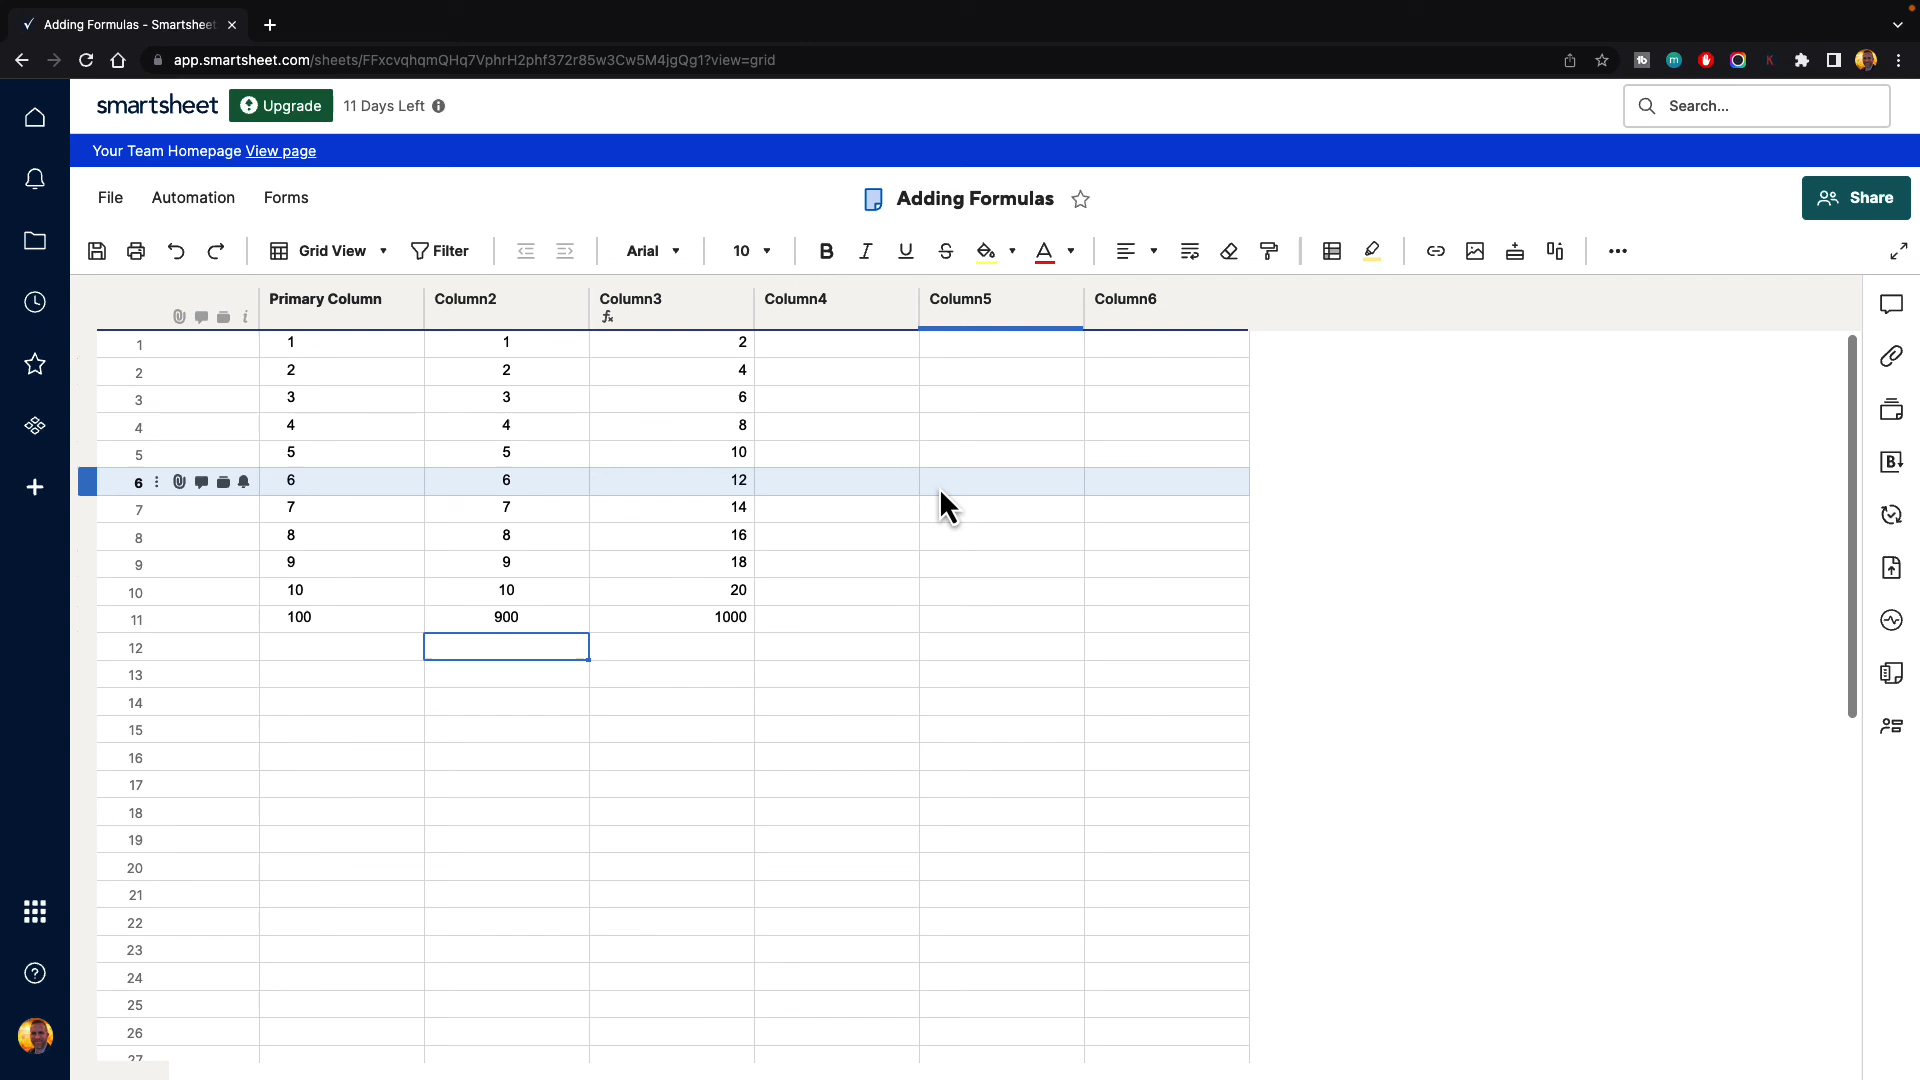 Adding Formulas - Smartsheet
app.smartsheet.com/sheets/FFxcvqhqmQHq7VphrH2phf372r85w3Cw5M4jgQg1?view=grid
smartsheet Upgrade 11 Days Left Search...
Your Team Homepage View page
File Automation Forms Adding Formulas Share
Grid View Filter Arial 10 B I U S A
Primary Column Column2 Column3 Column4 Column5 Column6
fx
1 1 1 2
2 2 2 4
3 3 3 6
4 4 4 8
5 5 5 10
6 6 6 12
7 7 7 14
8 8 8 16
9 9 9 18
10 10 10 20
11 100 900 1000
12
13
14
15
16
17
18
19
20
21
22
23
24
25
26
27